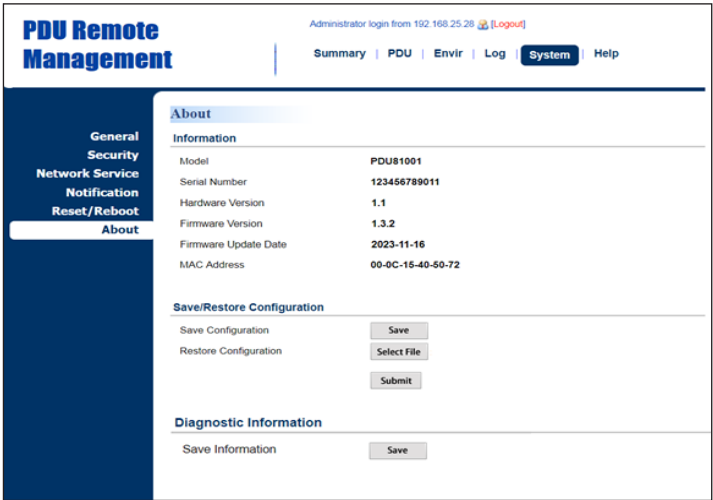 PDU Remote
Management
Administrator login from 192.168.25.28 [Logout]
Summary | PDU | Envir | Log | System | Help
General
Security
Network Service
Notification
Reset/Reboot
About
About
Information
Model PDU81001
Serial Number 123456789011
Hardware Version 1.1
Firmware Version 1.3.2
Firmware Update Date 2023-11-16
MAC Address 00-0C-15-40-50-72
Save/Restore Configuration
Save Configuration Save
Restore Configuration Select File
Submit
Diagnostic Information
Save Information Save